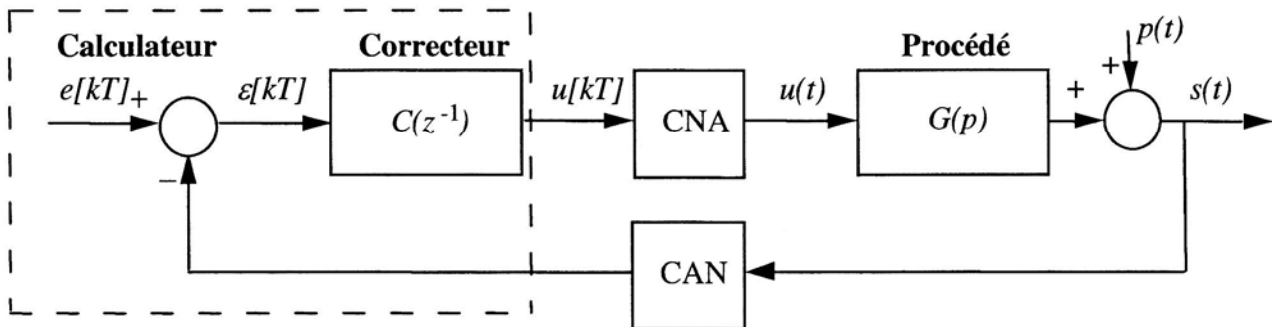 Calculateur
Correcteur
Procédé
p(t)
+
e[kT]
+
ε[kT]
C(z⁻¹)
u[kT]
CNA
u(t)
G(p)
+
s(t)
−
CAN